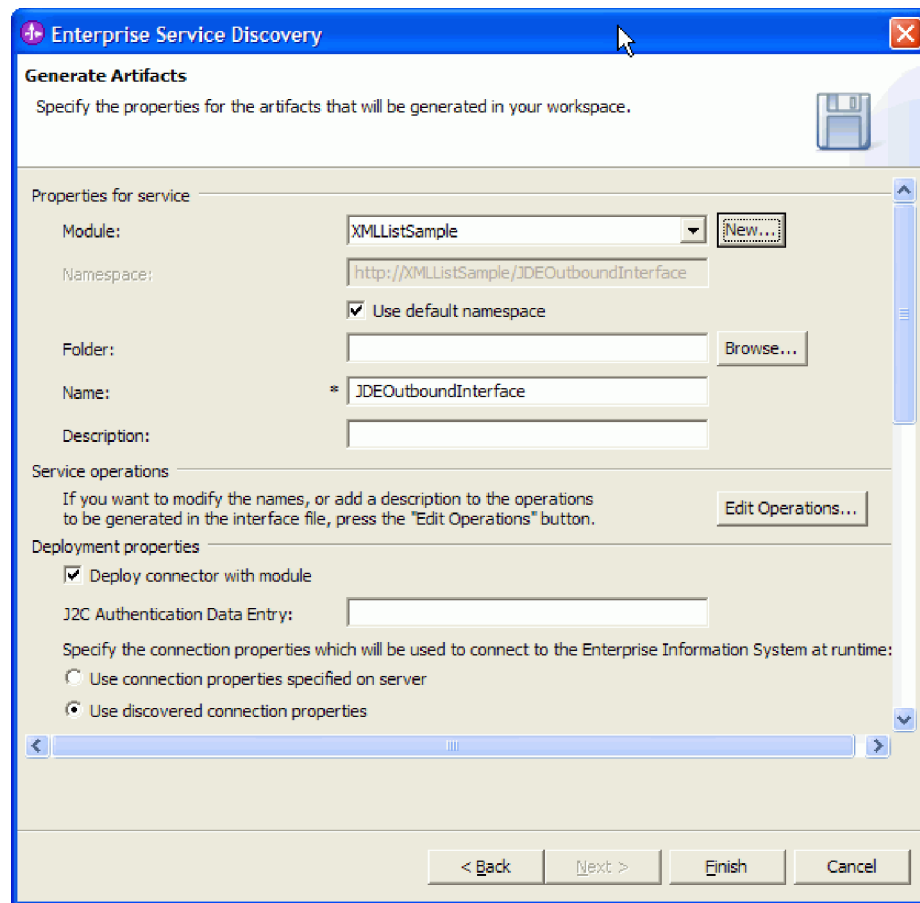 Enterprise Service Discovery
Generate Artifacts
Specify the properties for the artifacts that will be generated in your workspace.
Properties for service
Module: XMLListSample New...
Namespace: http://XMLListSample/JDEOutboundInterface
Use default namespace
Folder: Browse...
Name: * JDEOutboundInterface
Description:
Service operations
If you want to modify the names, or add a description to the operations
to be generated in the interface file, press the "Edit Operations" button.
Edit Operations...
Deployment properties
Deploy connector with module
J2C Authentication Data Entry:
Specify the connection properties which will be used to connect to the Enterprise Information System at runtime:
Use connection properties specified on server
Use discovered connection properties
< Back Next > Finish Cancel